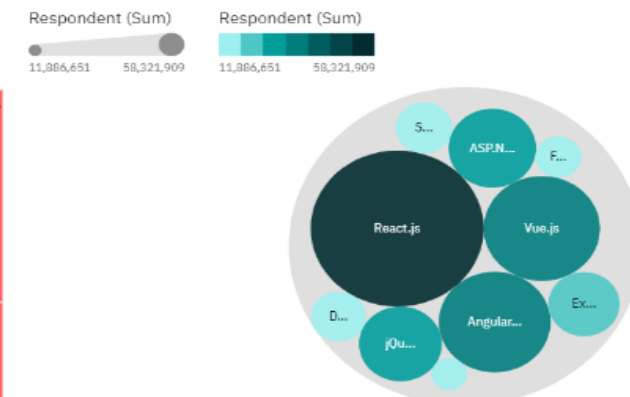 Respondent (Sum)
Respondent (Sum)
11,886,651
58,321,909
11,886,651
58,321,909
S...
ASP.N...
F...
React.js
Vue.js
Ex...
D...
Angular...
jQu...